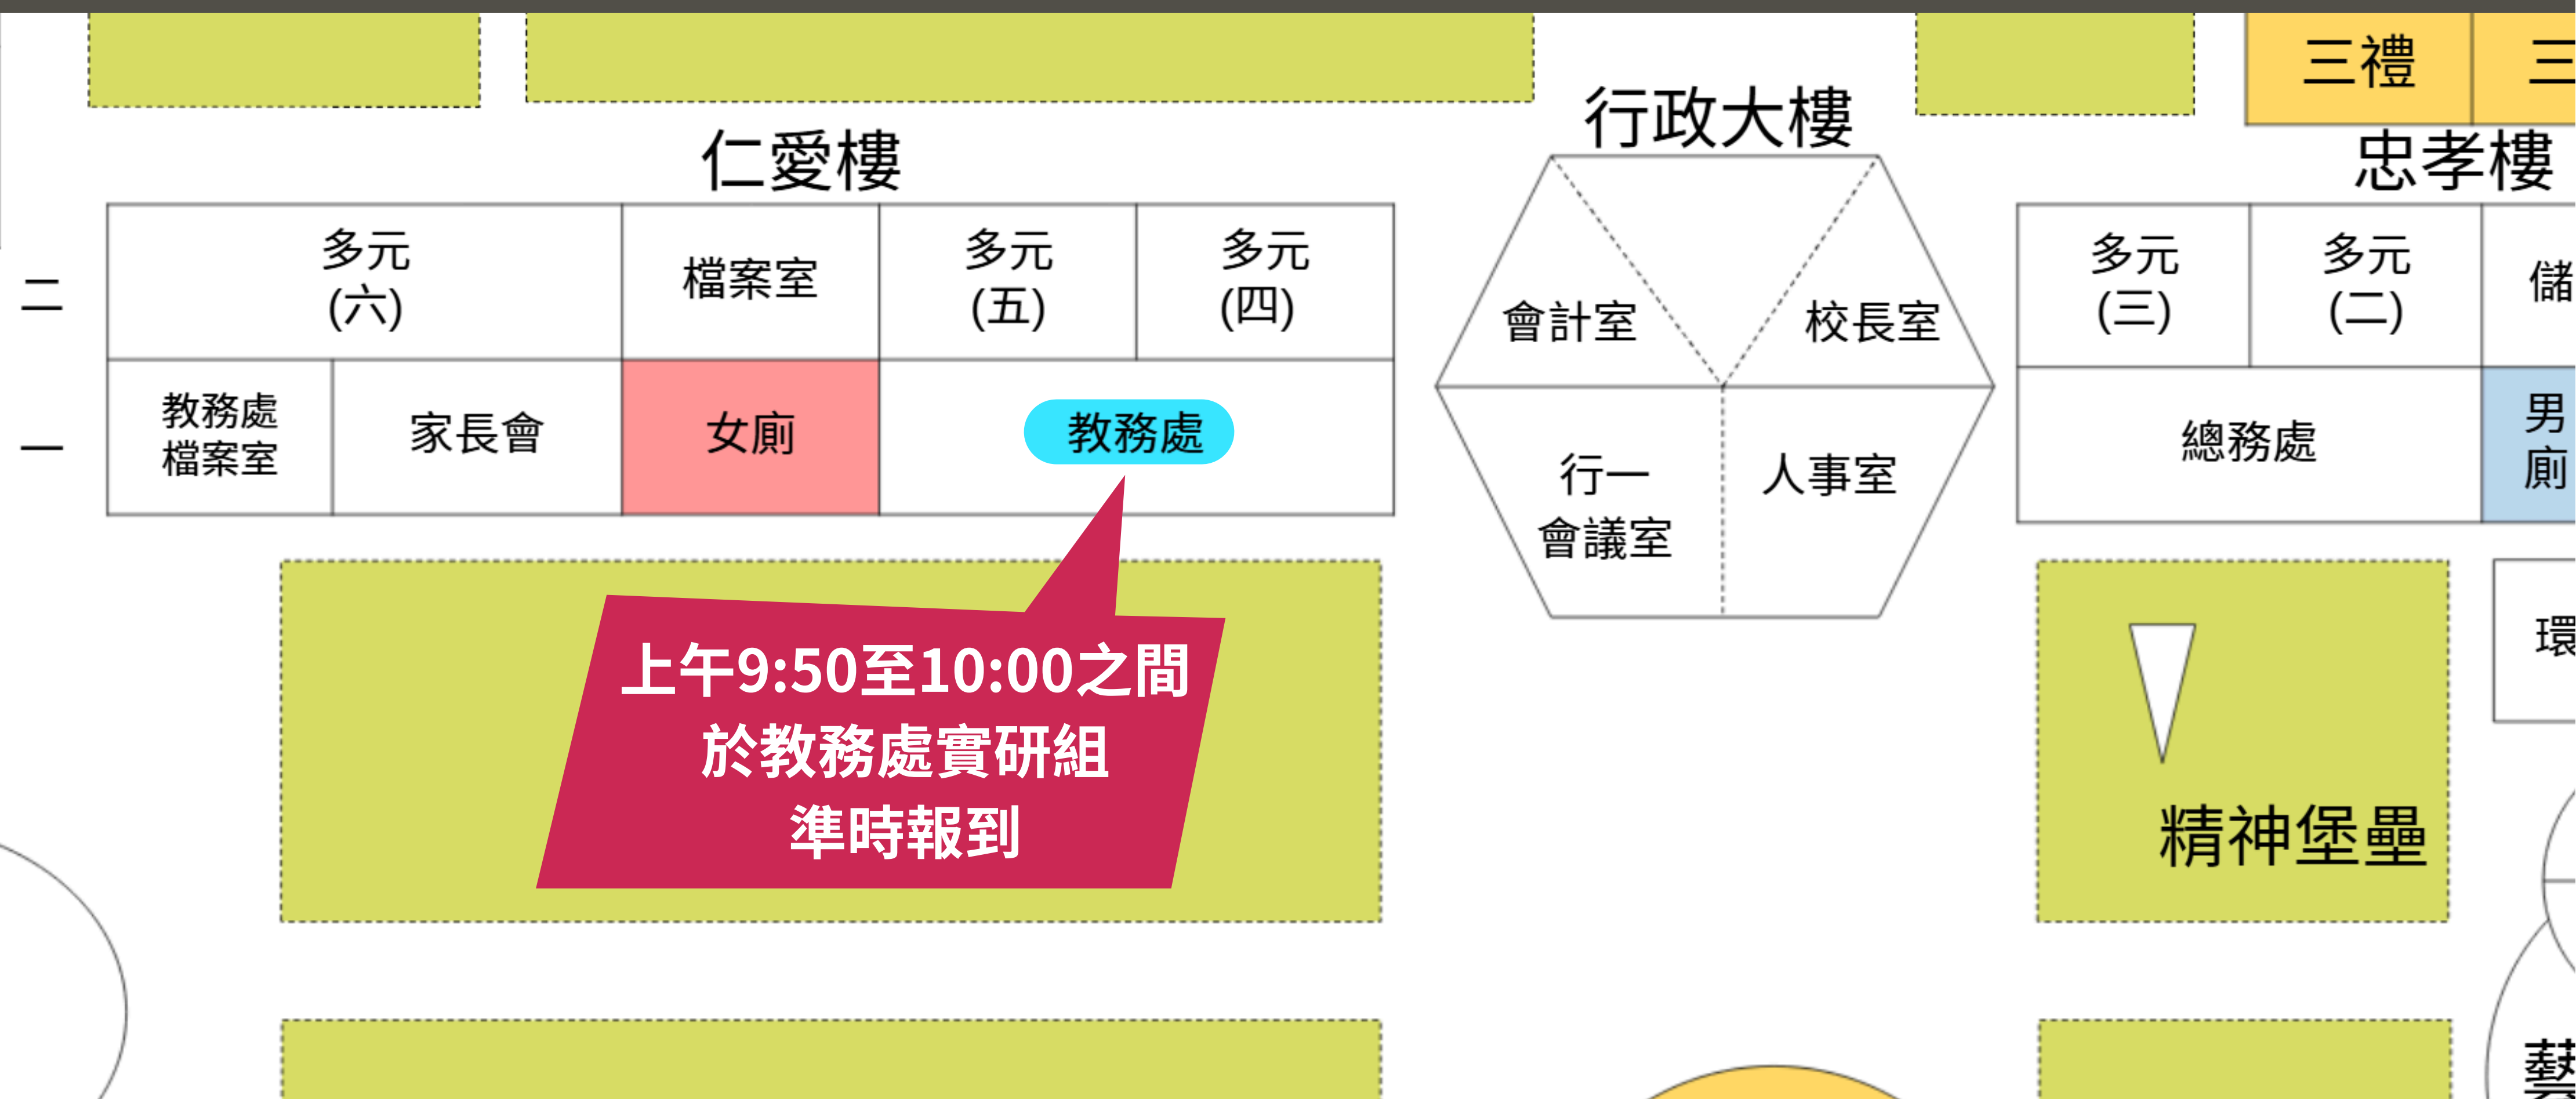 三禮
三
行政大樓
仁愛樓
忠孝樓
二
多元
(六)
檔案室
多元
(五)
多元
(四)
會計室
校長室
多元
(三)
多元
(二)
儲
一
教務處
檔案室
家長會
女廁
教務處
行一
會議室
人事室
總務處
男
廁
上午9:50至10:00之間
於教務處實研組
準時報到
環
精神堡壘
藝